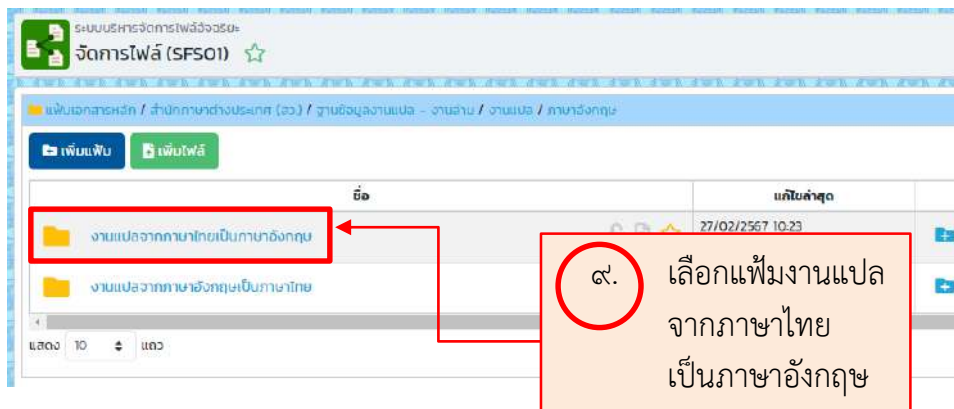 ระบบบริหารจัดการไฟล์อัจฉริยะ
จัดการไฟล์ (SFS01)
แฟ้มเอกสารหลัก / สำนักภาษาต่างประเทศ (สว.) / ฐานข้อมูลงานแปล - งานล่าม / งานแปล / ภาษาอังกฤษ
เพิ่มแฟ้ม เพิ่มไฟล์
ชื่อ แก้ไขล่าสุด
งานแปลจากภาษาไทยเป็นภาษาอังกฤษ 27/02/2567 10:23
งานแปลจากภาษาอังกฤษเป็นภาษาไทย
แสดง 10 แถว
๙. เลือกแฟ้มงานแปล
จากภาษาไทย
เป็นภาษาอังกฤษ